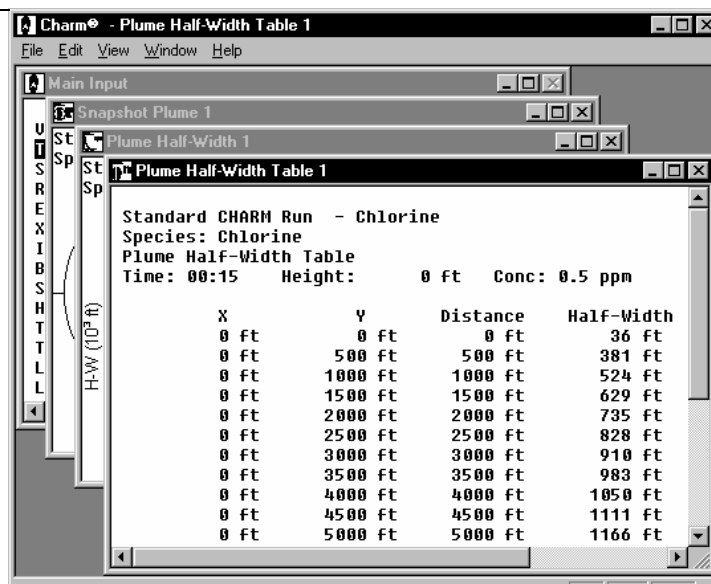 Charm® - Plume Half-Width Table 1
File Edit View Window Help
Main Input
Snapshot Plume 1
Plume Half-Width 1
Plume Half-Width Table 1
V
T
S
R
E
X
I
B
S
H
T
T
L
L
St
Sp
St
Sp
H-W (10³ ft)
Standard CHARM Run - Chlorine
Species: Chlorine
Plume Half-Width Table
Time: 00:15 Height: 0 ft Conc: 0.5 ppm
X Y Distance Half-Width
0 ft 0 ft 0 ft 36 ft
0 ft 500 ft 500 ft 381 ft
0 ft 1000 ft 1000 ft 524 ft
0 ft 1500 ft 1500 ft 629 ft
0 ft 2000 ft 2000 ft 735 ft
0 ft 2500 ft 2500 ft 828 ft
0 ft 3000 ft 3000 ft 910 ft
0 ft 3500 ft 3500 ft 983 ft
0 ft 4000 ft 4000 ft 1050 ft
0 ft 4500 ft 4500 ft 1111 ft
0 ft 5000 ft 5000 ft 1166 ft